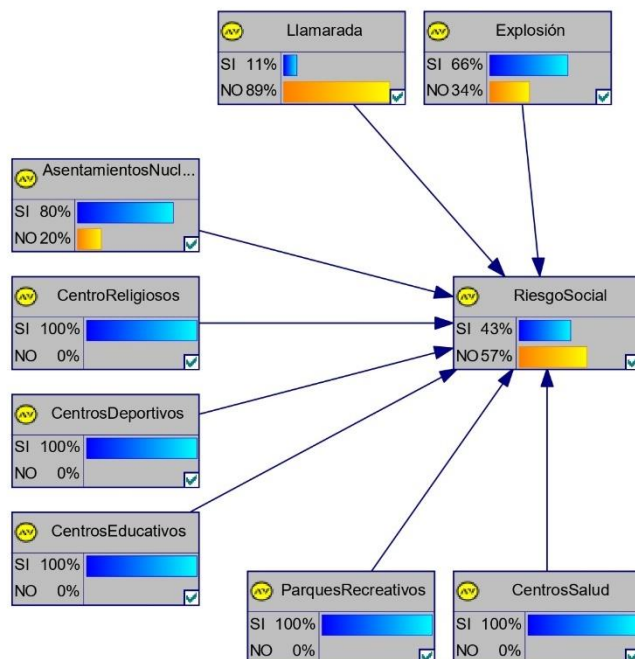 Llamarada
SI 11%
NO 89%
Explosión
SI 66%
NO 34%
AsentamientosNucl...
SI 80%
NO 20%
CentroReligiosos
SI 100%
NO 0%
RiesgoSocial
SI 43%
NO 57%
CentrosDeportivos
SI 100%
NO 0%
CentrosEducativos
SI 100%
NO 0%
ParquesRecreativos
SI 100%
NO 0%
CentrosSalud
SI 100%
NO 0%